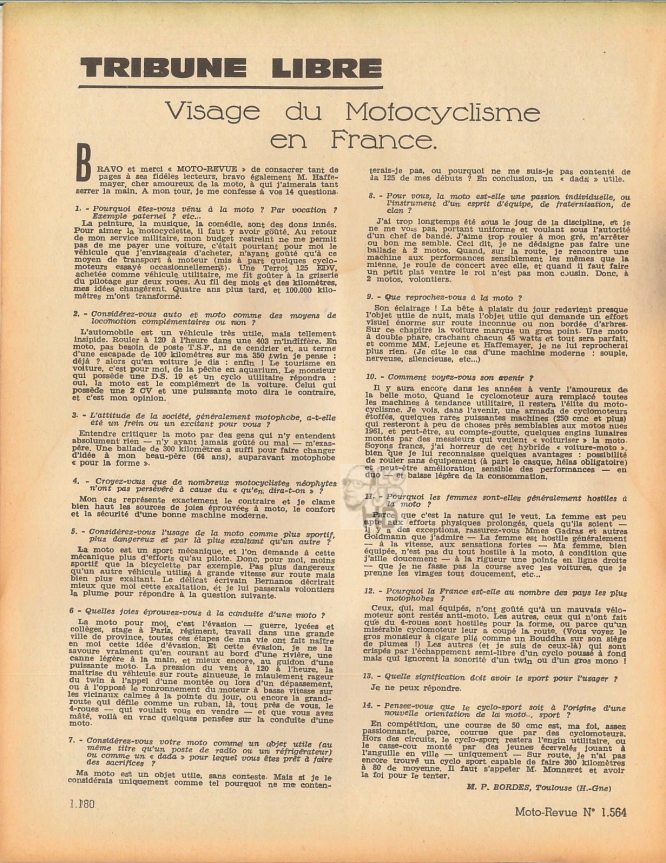 TRIBUNE LIBRE
Visage du Motocyclisme
en France.
BRAVO et merci « MOTO-REVUE » de consacrer tant de
pages à ses fidèles lecteurs, bravo également M. Haffe-
mayer, cher amoureux de la moto, à qui j'aimerais tant
serrer la main. A mon tour, je me confesse à vos 14 questions.
1. - Pourquoi êtes-vous venu à la moto ? Par vocation ?
Exemple paternel ? etc...
La peinture, la musique, la comédie, sont des dons innés.
Pour aimer la motocyclette, il faut y avoir goûté. Au retour
de mon service militaire, mon budget restreint ne me permit
pas de me payer une voiture, c'était pourtant pour moi le
véhicule que j'envisageais d'acheter, n'ayant goûté qu'à ce
moyen de transport à moteur (mis à part quelques cyclo-
moteurs essayé occasionnellement). Une Terrot 125 EDV,
achetée comme véhicule utilitaire, me fit goûter à la griserie
du pilotage sur deux roues. Au fil des mois et des kilomètres,
mes idées changèrent. Quatre ans plus tard, et 100.000 kilo-
mètres m'ont transformé.
2. - Considérez-vous auto et moto comme des moyens de
locomotion complémentaires ou non ?
L'automobile est un véhicule très utile, mais tellement
insipide. Rouler à 120 à l'heure dans une 403 m'indiffère. En
moto, pas besoin de poste T.S.F., ni de cendrier et, au terme
d'une escapade de 100 kilomètres sur ma 350 twin je pense :
déjà ? alors qu'en voiture je dis : enfin ! Le tourisme en
voiture, c'est pour moi, de la pêche en aquarium. Le monsieur
qui possède une D.S. 19 et un cyclo utilitaire répondra :
oui, la moto est le complément de la voiture. Celui qui
possède une 2 CV et une puissante moto dira le contraire,
et c'est mon opinion.
3. - L'attitude de la société, généralement motophobe, a-t-elle
été un frein ou un excitant pour vous ?
Entendre critiquer la moto par des gens qui n'y entendent
absolument rien — n'y ayant jamais goûté ou mal — m'exas-
père. Une ballade de 300 kilomètres a suffi pour faire changer
d'idée à mon beau-père (64 ans), auparavant motophobe
« pour la forme ».
4. - Croyez-vous que de nombreux motocyclistes néophytes
n'ont pas persévéré à cause du « qu'en dira-t-on » ?
Mon cas représente exactement le contraire et je clame
bien haut les sources de joies éprouvées à moto, le confort
et la sécurité d'une bonne machine moderne.
5. - Considérez-vous l'usage de la moto comme plus sportif,
plus dangereux et par là plus exaltant qu'un autre ?
La moto est un sport mécanique, et l'on demande à cette
mécanique plus d'efforts qu'au pilote. Donc, pour moi, moins
sportif que la bicyclette par exemple. Pas plus dangereux
qu'un autre véhicule utilisé à grande vitesse sur route mais
bien plus exaltant. Le délicat écrivain Bernanos décrirait
mieux que moi cette exaltation, et je lui passerais volontiers
la plume pour répondre à la question suivante.
6 - Quelles joies éprouvez-vous à la conduite d'une moto ?
La moto pour moi, c'est l'évasion — guerre, lycées et
collèges, stage à Paris, régiment, travail dans une grande
ville de province, toutes ces étapes de ma vie ont fait naître
en moi cette idée d'évasion. Et cette évasion, je ne la
savoure vraiment qu'en courant au bord d'une rivière, une
canne légère à la main, et mieux encore, au guidon d'une
puissante moto. La pression du vent à 120 à l'heure, la
maîtrise du véhicule sur route sinueuse, le miaulement rageur
du twin à l'appel d'une montée ou lors d'un dépassement,
ou à l'opposé le ronronnement du moteur à basse vitesse sur
les vicinaux calmes à la pointe du jour, ou encore la grand-
route qui défile comme un ruban, là, tout près de vous, le
4-roues — qui voulait vous en vendre — et que vous avez
mâté, voilà en vrac quelques pensées sur la conduite d'une
moto.
7. - Considérez-vous votre moto comme un objet utile (au
même titre qu'un poste de radio ou un réfrigérateur)
ou comme un « dada » pour lequel vous êtes prêt à faire
des sacrifices ?
Ma moto est un objet utile, sans conteste. Mais si je le
considérais uniquement comme tel pourquoi ne me conten-
terais-je pas, ou pourquoi ne me suis-je pas contenté de
la 125 de mes débuts ? En conclusion, un « dada » utile.
8. - Pour vous, la moto est-elle une passion individuelle, ou
l'instrument d'un esprit d'équipe, de fraternisation, de
clan ?
J'ai trop longtemps été sous le joug de la discipline, et je
ne me vois pas, portant uniforme et voulant sous l'autorité
d'un chef de bande. J'aime trop rouler à mon gré, m'arrêter
ou bon me semble. Ceci dit, je ne dédaigne pas faire une
ballade à 2 motos. Quand, sur la route, je rencontre une
machine aux performances sensiblement les mêmes que la
mienne, je roule de concert avec elle, et quand il faut faire
un petit plat ventre le roi n'est pas mon cousin. Donc, à
2 motos, volontiers.
9. - Que reprochez-vous à la moto ?
Son éclairage ! La bête à plaisir du jour redevient presque
l'objet utile de nuit, mais l'objet utile qui demande un effort
visuel énorme sur route inconnue ou non bordée d'arbres.
Sur ce chapitre la voiture marque un gros point. Une moto
à double phare, crachant chacun 45 watts et tout sera parfait,
et comme MM. Lejeune et Haffemayer, je ne lui reprocherai
plus rien. (Je cite le cas d'une machine moderne : souple,
nerveuse, silencieuse, etc...)
10. - Comment voyez-vous son avenir ?
Il y aura encore dans les années à venir l'amoureux de
la belle moto. Quand le cyclomoteur aura remplacé toutes
les machines à tendance utilitaire, il restera l'élite du moto-
cyclisme. Je vois, dans l'avenir, une armada de cyclomoteurs
étoffés, quelques rares puissantes machines (250 cmc et plus)
qui resteront à peu de choses près semblables aux motos nues
1961, et peut-être, au compte-goutte, quelques engins lunaires
montés par des messieurs qui veulent « voituriser » la moto.
Soyons francs, j'ai horreur de cet hybride « voiture-moto »,
bien que je lui reconnaisse quelques avantages : possibilité
de rouler sans équipement (à part le casque, hélas obligatoire)
et peut-être amélioration sensible des performances — en
due — baisse légère de la consommation.
11. - Pourquoi les femmes sont-elles généralement hostiles à
la moto ?
Parce que c'est la nature qui le veut. La femme est peu
apte aux efforts physiques prolongés, quels qu'ils soient —
il y a des exceptions, rassurez-vous Mmes Gadras et autres
Goldmann que j'admire — La femme est hostile généralement
— à la vitesse, aux sensations fortes — Ma femme, bien
équipée, n'est pas du tout hostile à la moto, à condition que
j'aille doucement — à la rigueur une pointe en ligne droite
— que je ne fasse pas la course avec les voitures, que je
prenne les virages tout doucement, etc...
12. - Pourquoi la France est-elle au nombre des pays les plus
motophobes ?
Ceux, qui, mal équipés, n'ont goûté qu'à un mauvais vélo-
moteur sont restés anti-moto. Les autres, ceux qui n'ont fait
que du 4-roues sont hostiles pour la forme, ou parce qu'un
misérable cyclomoteur leur a coupé la route. (Vous voyez le
gros monsieur à cigare plié comme un Bouddha sur son siège
de plumes !) Les autres (et je suis de ceux-là) qui sont
crispés par l'échappement semi-libre d'un cyclo poussé à fond
mais qui ignorent la sonorité d'un twin ou d'un gros mono !
13. - Quelle signification doit avoir le sport pour l'usager ?
Je ne peux répondre.
14. - Pensez-vous que le cyclo-sport soit à l'origine d'une
nouvelle orientation de la moto..., sport ?
En compétition, une course de 50 cmc est, ma foi, assez
passionnante, parce, courue que par des cyclomoteurs.
Hors des circuits, le cyclo-sport restera l'engin utilitaire, ou
le casse-cou monté par des jeunes écervelés jouant à
l'anguille en ville — uniquement — Sur route, je n'ai pas
encore trouvé un cyclo sport capable de faire 300 kilomètres
à 80 de moyenne. Il faut s'appeler M. Monneret et avoir
la foi pour le tenter.
M. P. BORDES, Toulouse (H.-Gne)
1.180
Moto-Revue N° 1.564